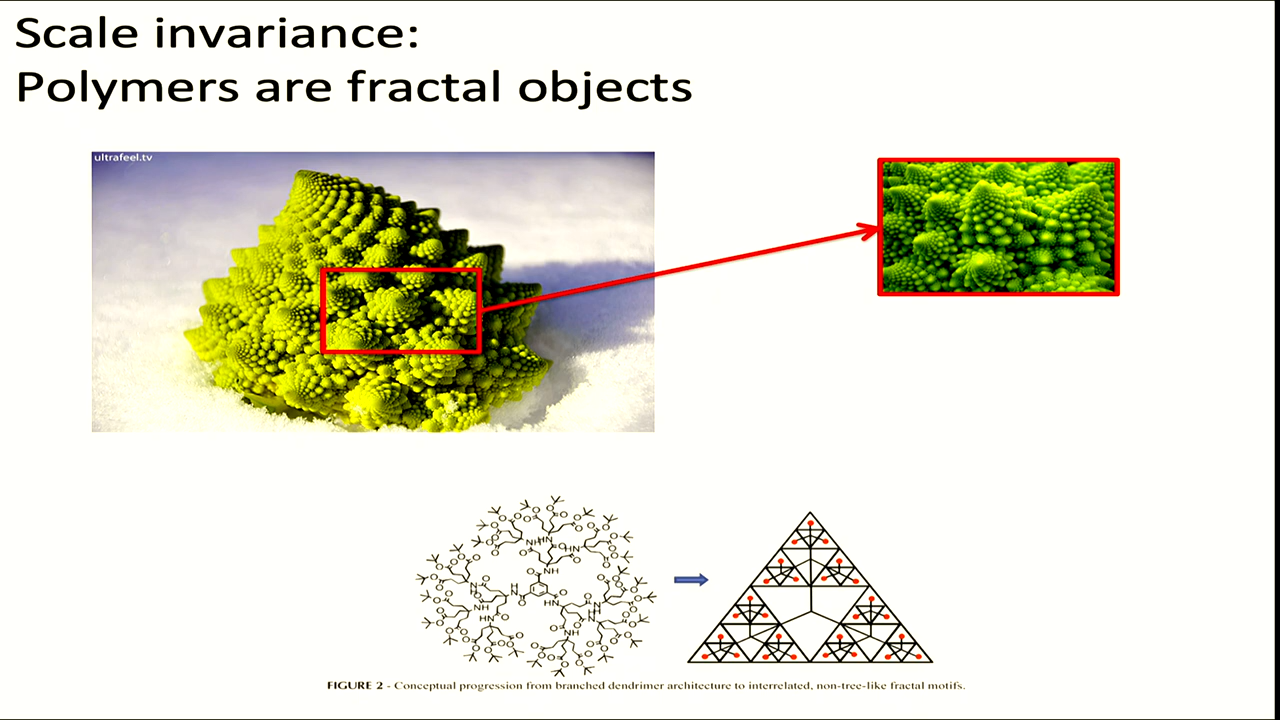 Scale invariance:
Polymers are fractal objects
ultrafeel.tv
FIGURE 2 - Conceptual progression from branched dendrimer architecture to interrelated, non-tree-like fractal motifs.